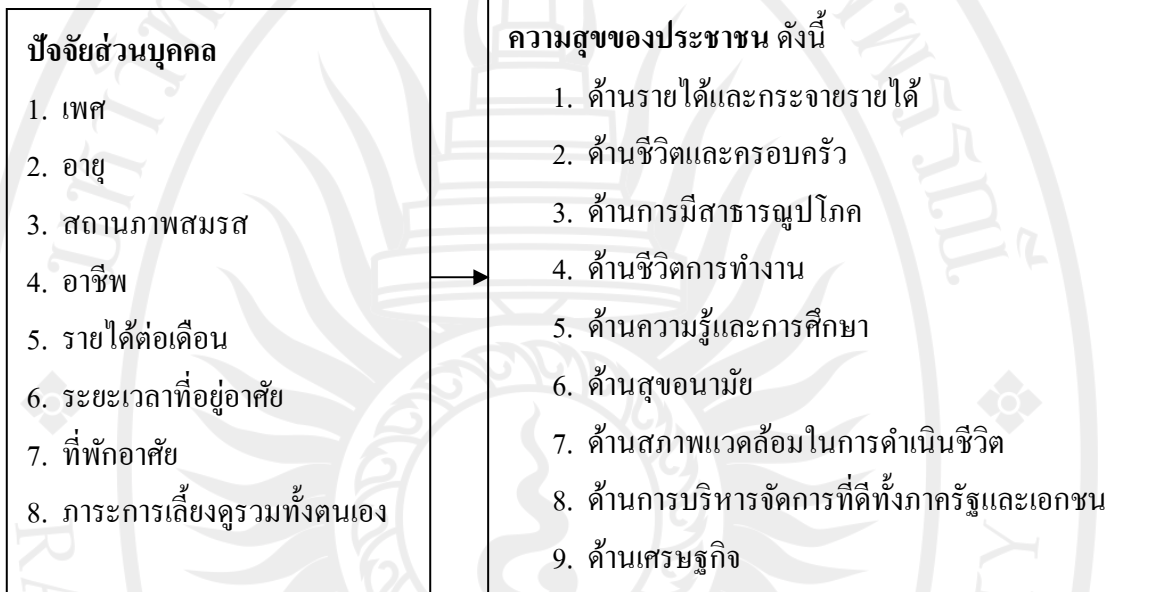 ปัจจัยส่วนบุคคล
1. เพศ
2. อายุ
3. สถานภาพสมรส
4. อาชีพ
5. รายได้ต่อเดือน
6. ระยะเวลาที่อยู่อาศัย
7. ที่พักอาศัย
8. ภาระการเลี้ยงดูรวมทั้งตนเอง
ความสุขของประชาชน ดังนี้
1. ด้านรายได้และกระจายรายได้
2. ด้านชีวิตและครอบครัว
3. ด้านการมีสาธารณูปโภค
4. ด้านชีวิตการทำงาน
5. ด้านความรู้และการศึกษา
6. ด้านสุขอนามัย
7. ด้านสภาพแวดล้อมในการดำเนินชีวิต
8. ด้านการบริหารจัดการที่ดีทั้งภาครัฐและเอกชน
9. ด้านเศรษฐกิจ